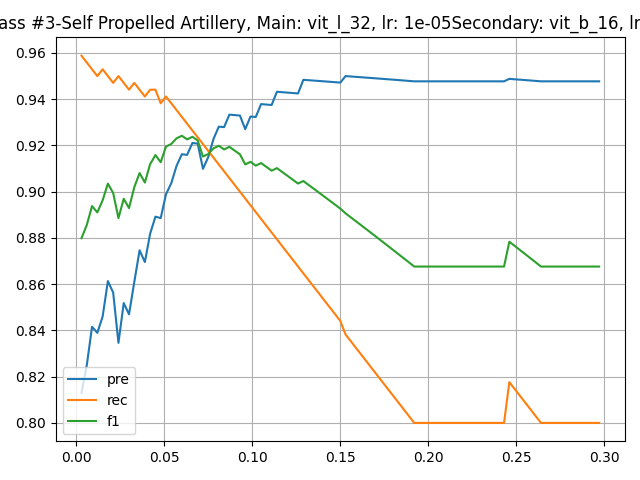 ass #3-Self Propelled Artillery, Main: vit_l_32, lr: 1e-05Secondary: vit_b_16, lr
0.96
0.94
0.92
0.90
0.88
0.86
0.84
0.82
0.80
pre
rec
f1
0.00 0.05 0.10 0.15 0.20 0.25 0.30